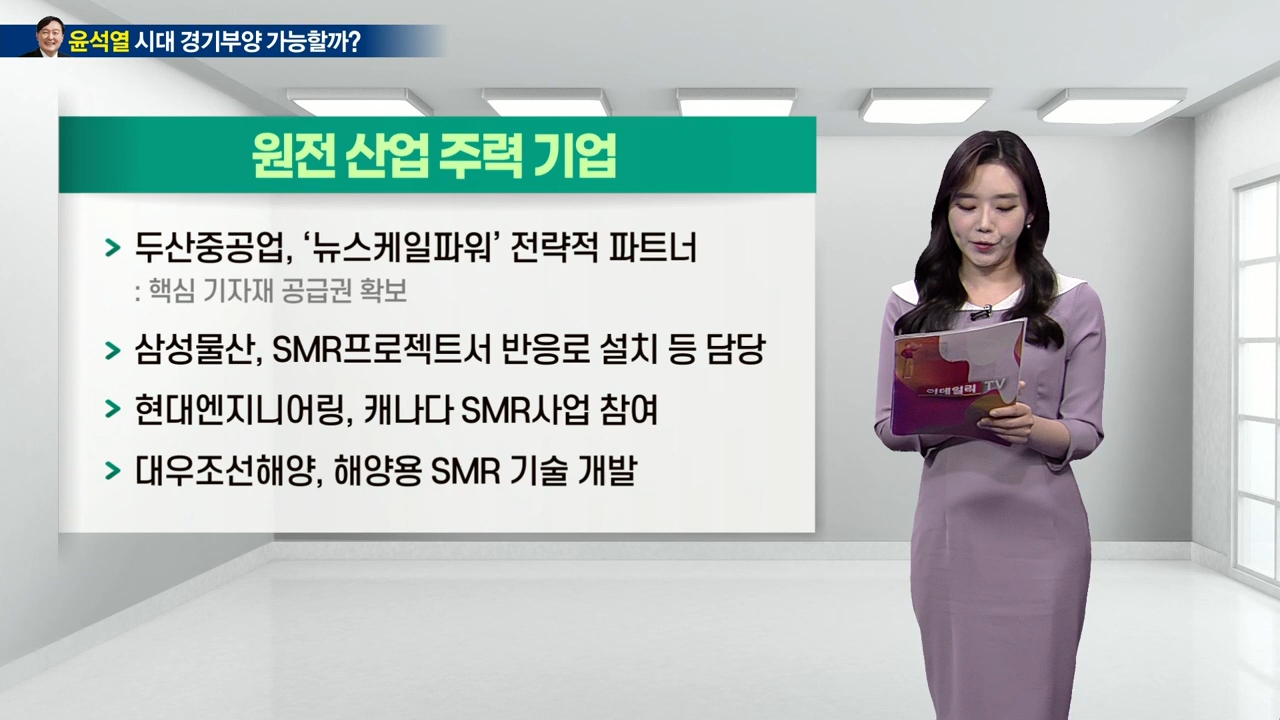 윤석열 시대 경기부양 가능할까?
원전 산업 주력 기업
> 두산중공업, ‘뉴스케일파워’ 전략적 파트너
: 핵심 기자재 공급권 확보
> 삼성물산, SMR프로젝트서 반응로 설치 등 담당
> 현대엔지니어링, 캐나다 SMR사업 참여
> 대우조선해양, 해양용 SMR 기술 개발
이데일리 TV